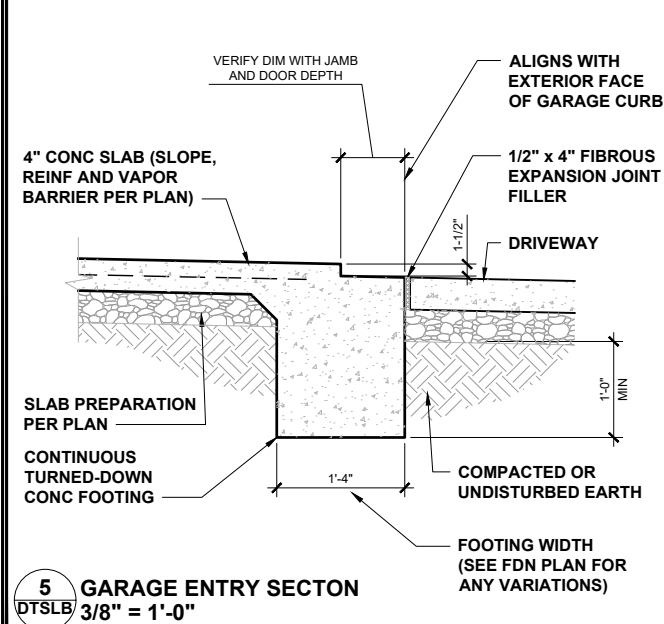 VERIFY DIM WITH JAMB
AND DOOR DEPTH
ALIGNS WITH
EXTERIOR FACE
OF GARAGE CURB
4" CONC SLAB (SLOPE,
REINF AND VAPOR
BARRIER PER PLAN)
1/2" x 4" FIBROUS
EXPANSION JOINT
FILLER
1-1/2"
DRIVEWAY
SLAB PREPARATION
PER PLAN
1'-0"
MIN
CONTINUOUS
TURNED-DOWN
CONC FOOTING
1'-4"
COMPACTED OR
UNDISTURBED EARTH
FOOTING WIDTH
(SEE FDN PLAN FOR
ANY VARIATIONS)
5
DTSLB
GARAGE ENTRY SECTON
3/8" = 1'-0"